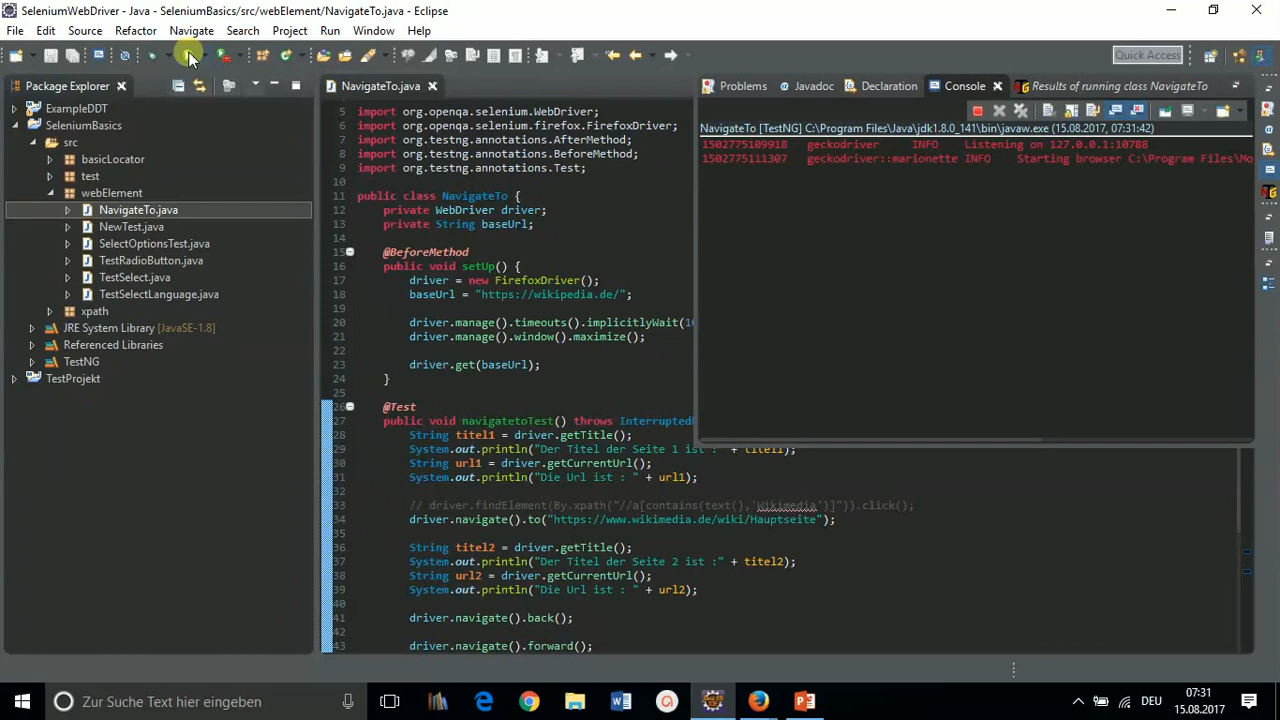 SeleniumWebDriver - Java - SeleniumBasics/src/webElement/NavigateTo.java - Eclipse
File Edit Source Refactor Navigate Search Project Run Window Help
Quick Access
Package Explorer
ExampleDDT
SeleniumBasics
src
basicLocator
test
webElement
NavigateTo.java
NewTest.java
SelectOptionsTest.java
TestRadioButton.java
TestSelect.java
TestSelectLanguage.java
xpath
JRE System Library [JavaSE-1.8]
Referenced Libraries
TestNG
TestProjekt
NavigateTo.java
5 import org.openqa.selenium.WebDriver;
6 import org.openqa.selenium.firefox.FirefoxDriver;
7 import org.testng.annotations.AfterMethod;
8 import org.testng.annotations.BeforeMethod;
9 import org.testng.annotations.Test;
10
11 public class NavigateTo {
12 private WebDriver driver;
13 private String baseUrl;
14
15 @BeforeMethod
16 public void setUp() {
17 driver = new FirefoxDriver();
18 baseUrl = "https://wikipedia.de/";
19
20 driver.manage().timeouts().implicitlyWait(
21 driver.manage().window().maximize();
22
23 driver.get(baseUrl);
24 }
25
26 @Test
27 public void navigatetoTest() throws
28 String titel1 = driver.getTitle();
29 System.out.println("Der Titel der Seite 1 ist : " + titel1);
30 String url1 = driver.getCurrentUrl();
31 System.out.println("Die Url ist : " + url1);
32
33 // driver.findElement(By.xpath("//a[contains(text(),'Wikimedia')]")).click();
34 driver.navigate().to("https://www.wikimedia.de/wiki/Hauptseite");
35
36 String titel2 = driver.getTitle();
37 System.out.println("Der Titel der Seite 2 ist :" + titel2);
38 String url2 = driver.getCurrentUrl();
39 System.out.println("Die Url ist : " + url2);
40
41 driver.navigate().back();
42
43 driver.navigate().forward();
Problems Javadoc Declaration Console Results of running class NavigateTo
NavigateTo [TestNG] C:\Program Files\Java\jdk1.8.0_141\bin\javaw.exe (15.08.2017, 07:31:42)
1502775109918 geckodriver INFO Listening on 127.0.0.1:10788
1502775111307 geckodriver::marionette INFO Starting browser C:\Program Files\Mo
Zur Suche Text hier eingeben
DEU
07:31
15.08.2017